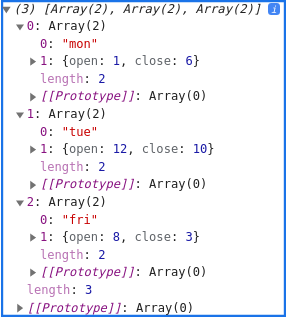 (3) [Array(2), Array(2), Array(2)] i
0: Array(2)
0: "mon"
1: {open: 1, close: 6}
length: 2
[[Prototype]]: Array(0)
1: Array(2)
0: "tue"
1: {open: 12, close: 10}
length: 2
[[Prototype]]: Array(0)
2: Array(2)
0: "fri"
1: {open: 8, close: 3}
length: 2
[[Prototype]]: Array(0)
length: 3
[[Prototype]]: Array(0)